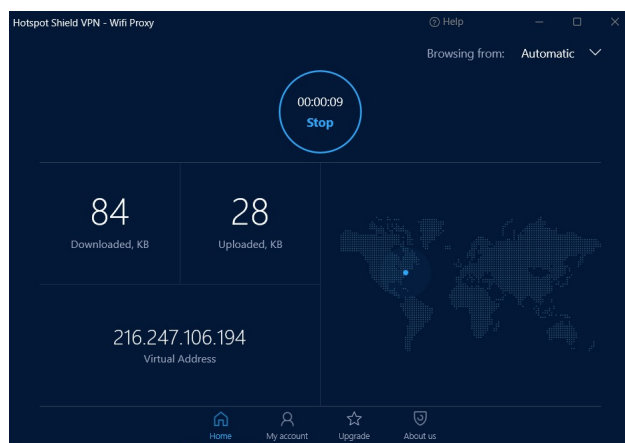 Hotspot Shield VPN - Wifi Proxy
? Help
Browsing from: Automatic
00:00:09
Stop
84
Downloaded, KB
28
Uploaded, KB
216.247.106.194
Virtual Address
Home
My account
Upgrade
About us